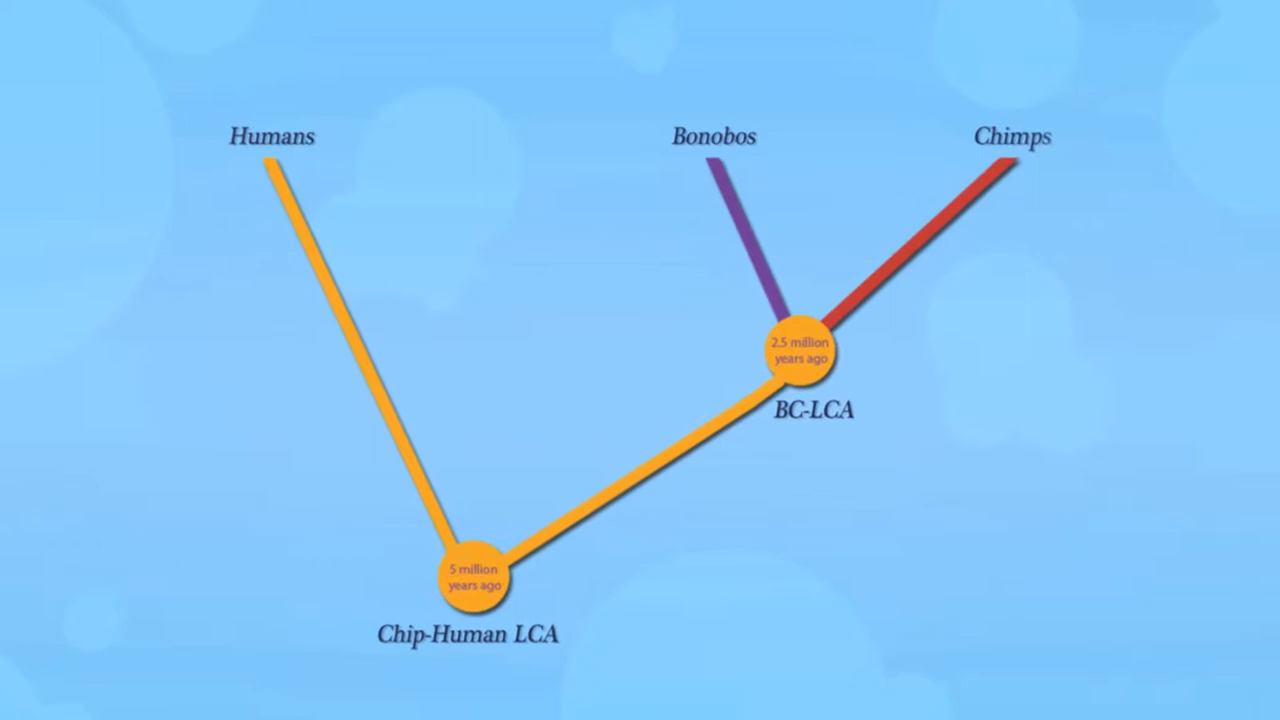 Humans
Bonobos
Chimps
2.5 million
years ago
BC-LCA
5 million
years ago
Chip-Human LCA